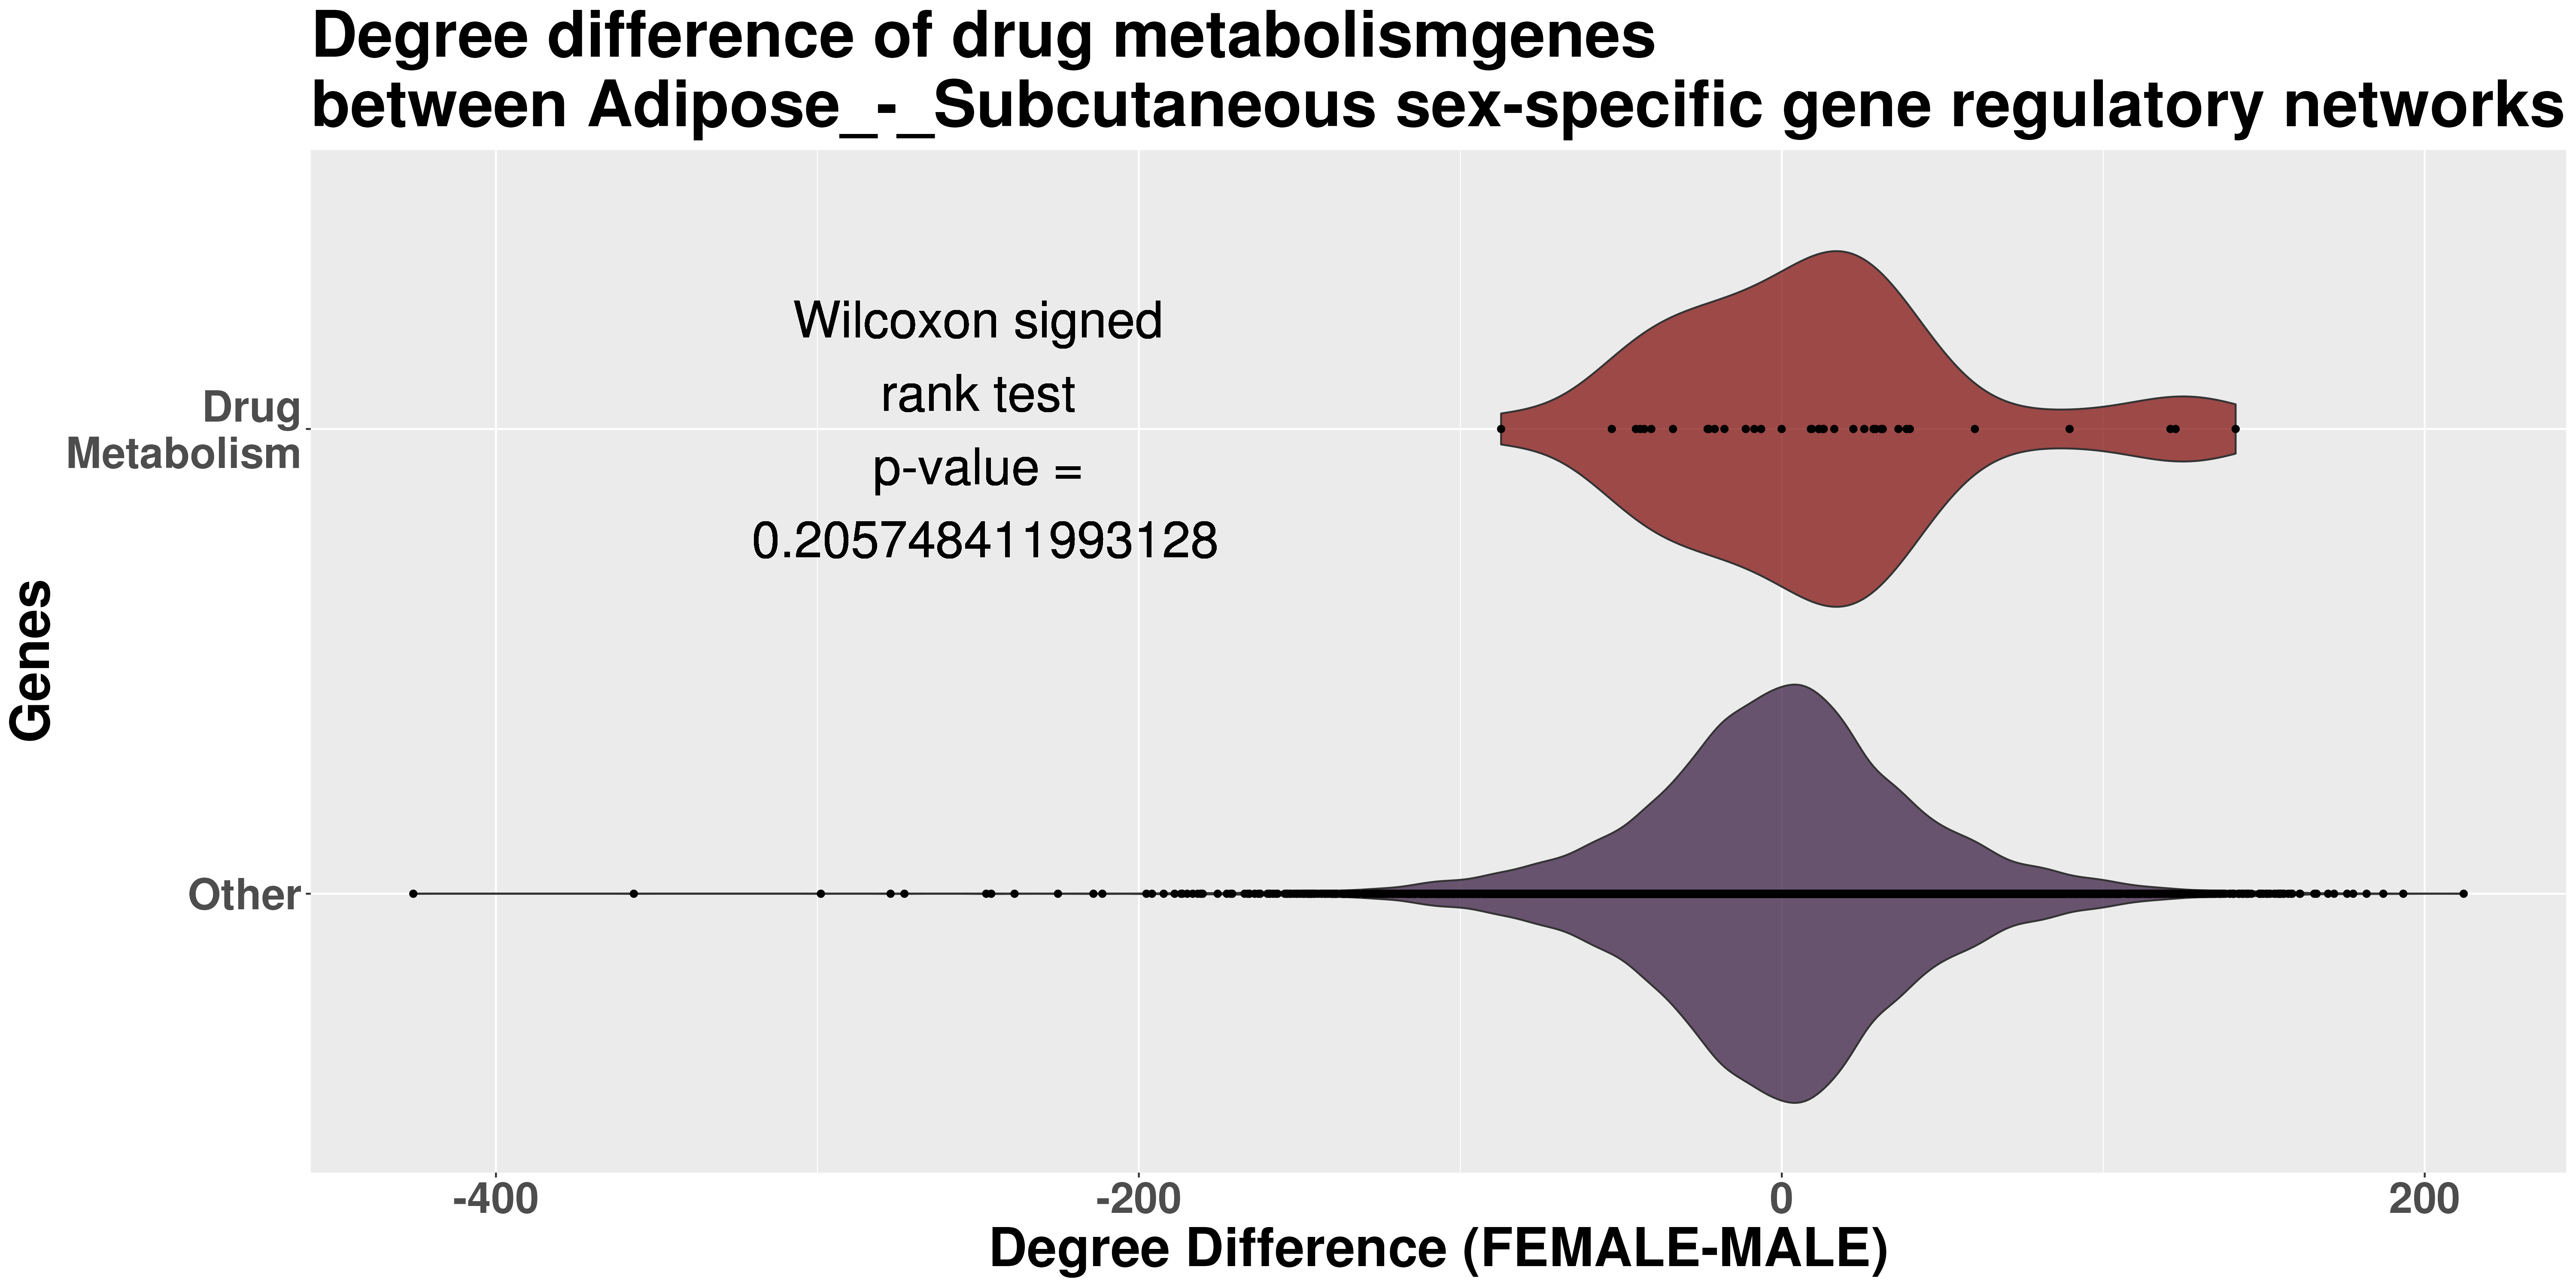 Degree difference of drug metabolismgenes
between Adipose_-_Subcutaneous sex-specific gene regulatory networks
Wilcoxon signed
rank test
p-value =
0.205748411993128
Drug
Metabolism
Other
Genes
-400
-200
0
200
Degree Difference (FEMALE-MALE)